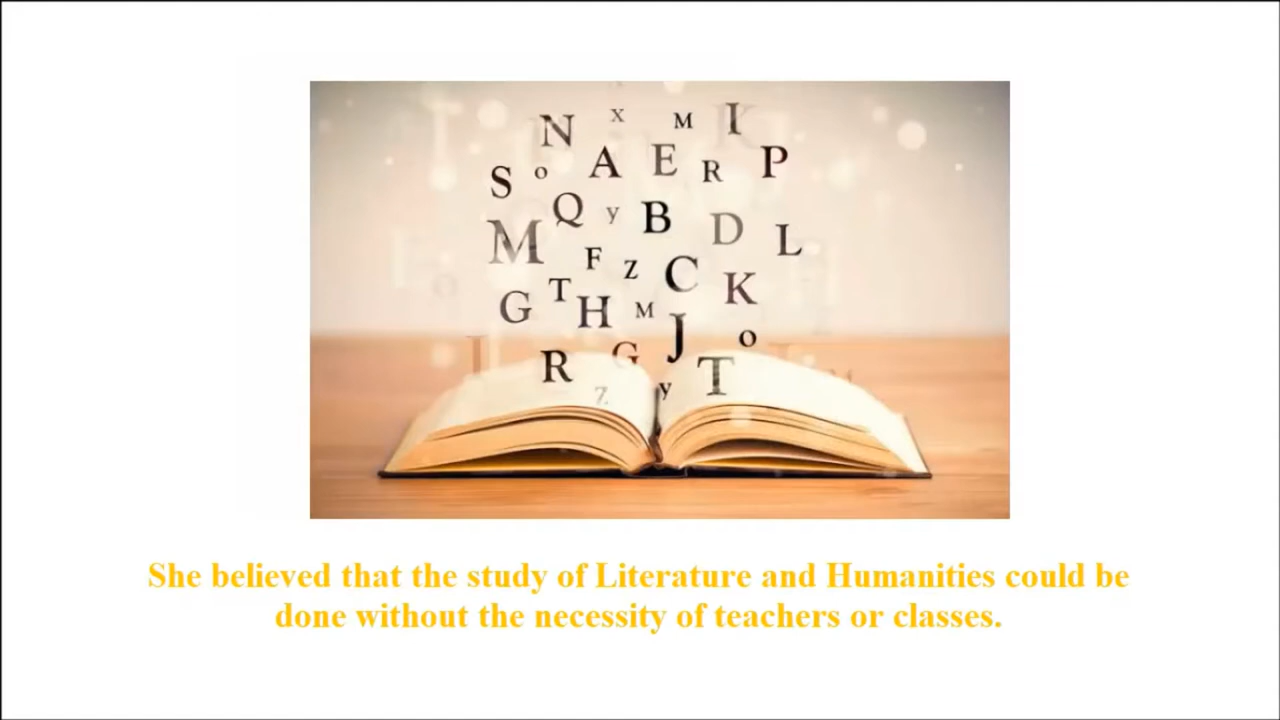 N x M I
S o A E R P
Q y B D L
M F Z C K
G T H M J o
R G T
Z y
She believed that the study of Literature and Humanities could be
done without the necessity of teachers or classes.